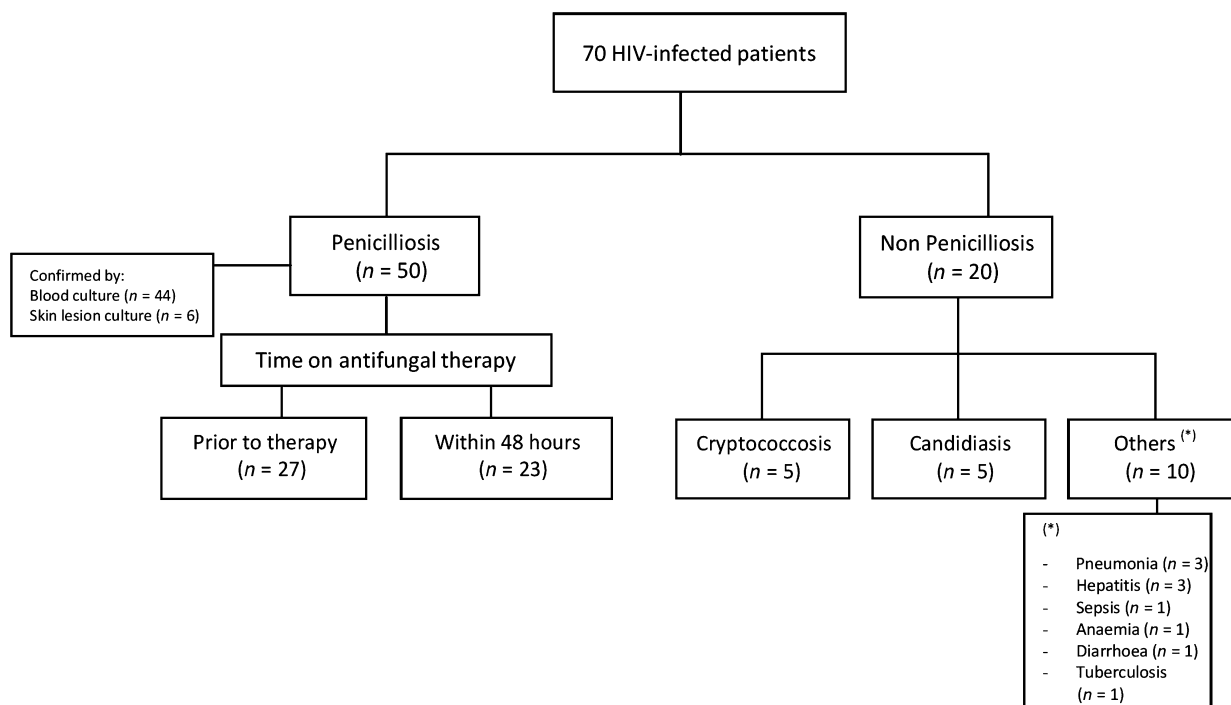 70 HIV-infected patients
Penicilliosis
(n = 50)
Non Penicilliosis
(n = 20)
Confirmed by:
Blood culture (n = 44)
Skin lesion culture (n = 6)
Time on antifungal therapy
Prior to therapy
(n = 27)
Within 48 hours
(n = 23)
Cryptococcosis
(n = 5)
Candidiasis
(n = 5)
Others (*)
(n = 10)
(*)
- Pneumonia (n = 3)
- Hepatitis (n = 3)
- Sepsis (n = 1)
- Anaemia (n = 1)
- Diarrhoea (n = 1)
- Tuberculosis
(n = 1)